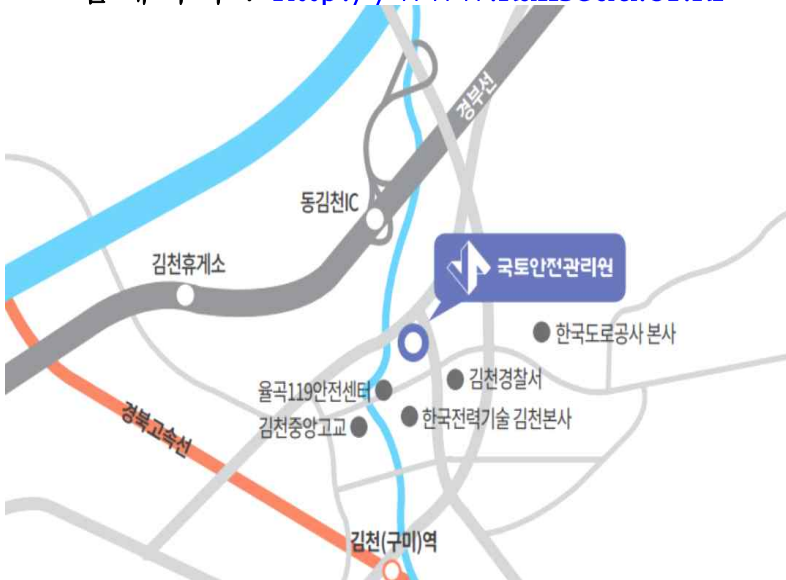 경부선
동김천IC
김천휴게소
국토안전관리원
한국도로공사 본사
김천경찰서
율곡119안전센터
한국전력기술 김천본사
김천중앙고교
경북고속선
김천(구미)역